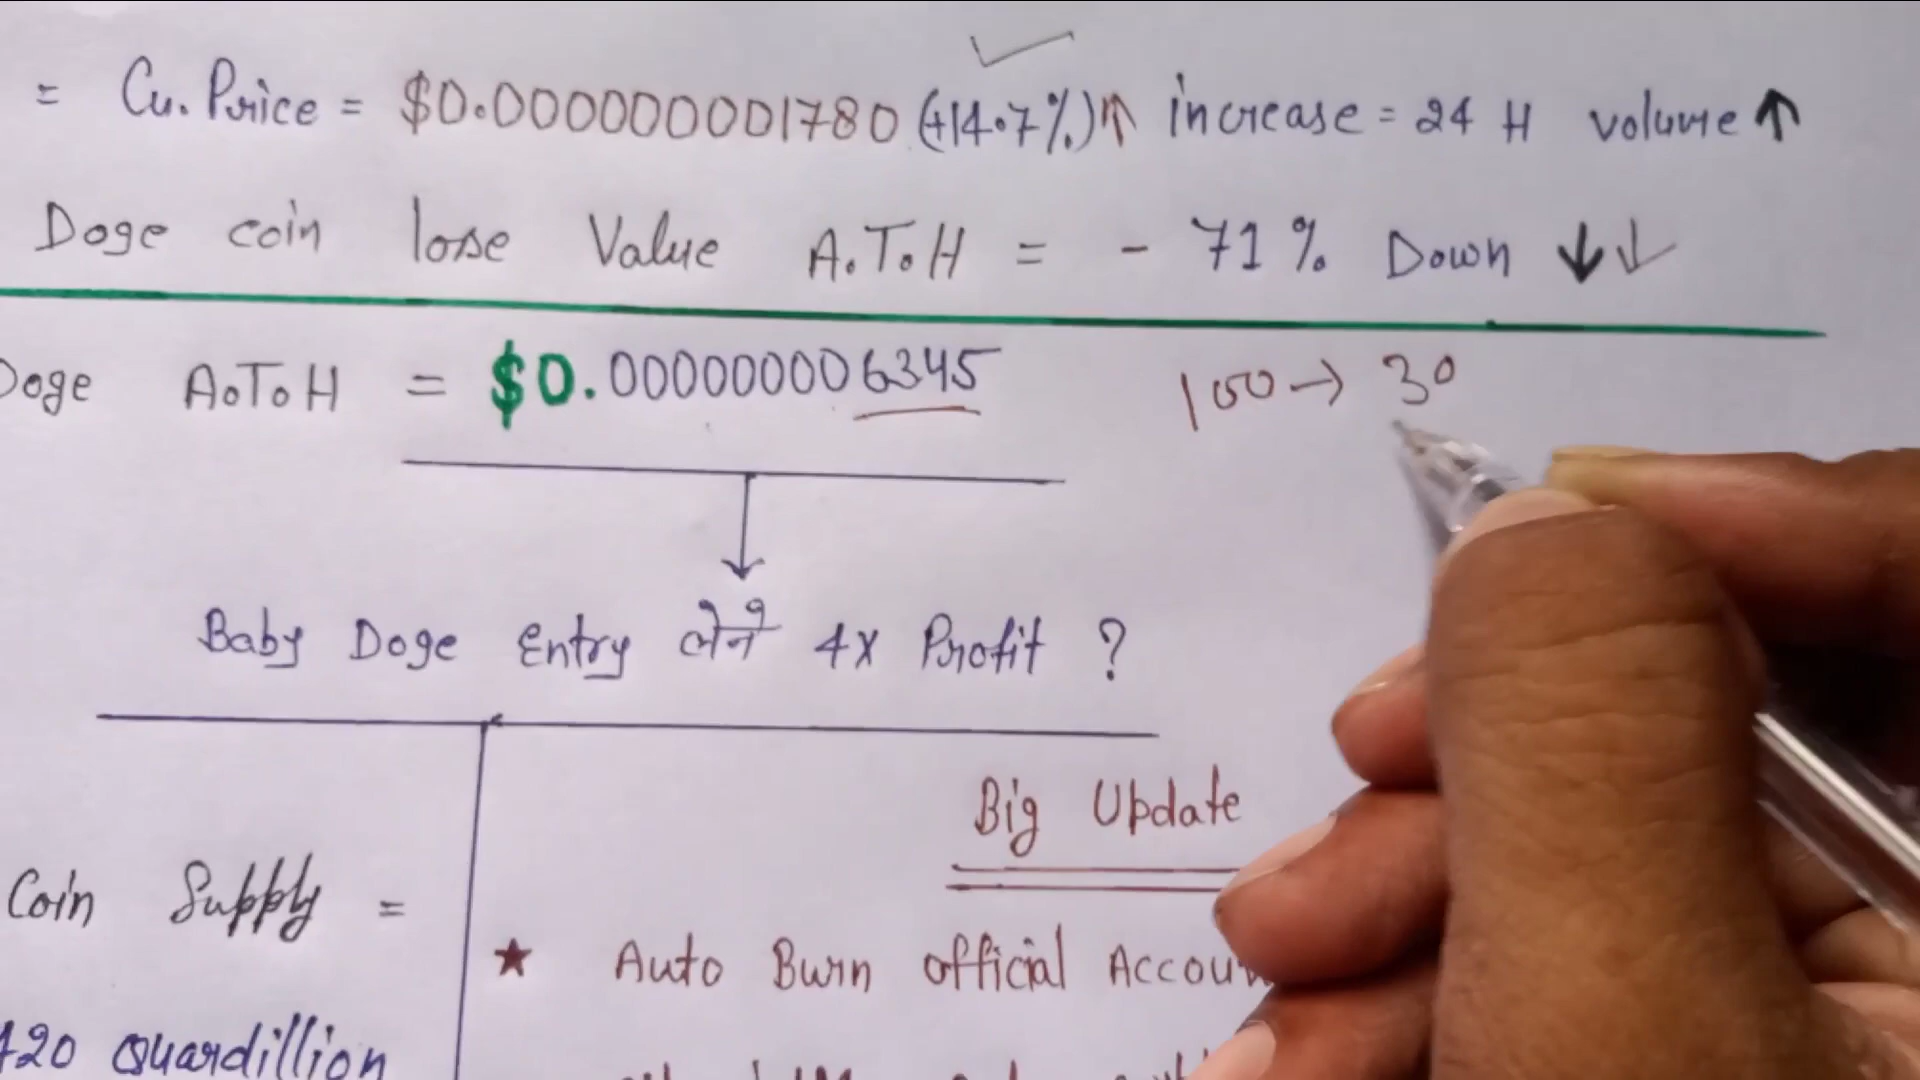 = Cu. Price = $0.000000001780 (+14.7%)↑ increase = 24 H volume ↑
Doge coin lose Value A.T.H = - 71% Down ↓↓
Doge A.T.H = $0.000000006345
100 → 30
Baby Doge Entry लेने 4x Profit ?
Big Update
Coin Supply =
★ Auto Burn official Accou
420 Quardillion